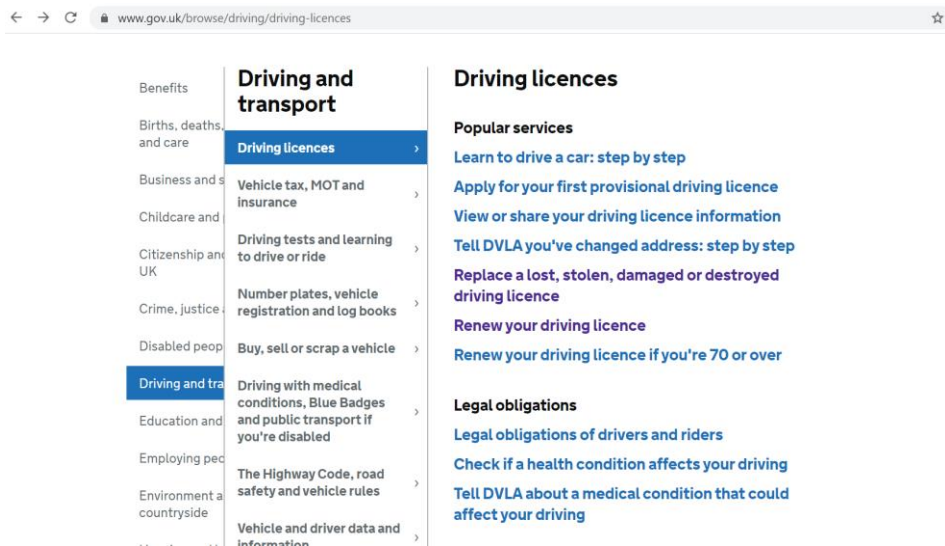 www.gov.uk/browse/driving/driving-licences
Benefits
Births, deaths,
and care
Business and s
Childcare and
Citizenship and
UK
Crime, justice
Disabled peop
Driving and tra
Education and
Employing pec
Environment a
countryside
Driving and
transport
Driving licences
Vehicle tax, MOT and
insurance
Driving tests and learning
to drive or ride
Number plates, vehicle
registration and log books
Buy, sell or scrap a vehicle
Driving with medical
conditions, Blue Badges
and public transport if
you're disabled
The Highway Code, road
safety and vehicle rules
Vehicle and driver data and
information
Driving licences
Popular services
Learn to drive a car: step by step
Apply for your first provisional driving licence
View or share your driving licence information
Tell DVLA you've changed address: step by step
Replace a lost, stolen, damaged or destroyed
driving licence
Renew your driving licence
Renew your driving licence if you're 70 or over
Legal obligations
Legal obligations of drivers and riders
Check if a health condition affects your driving
Tell DVLA about a medical condition that could
affect your driving